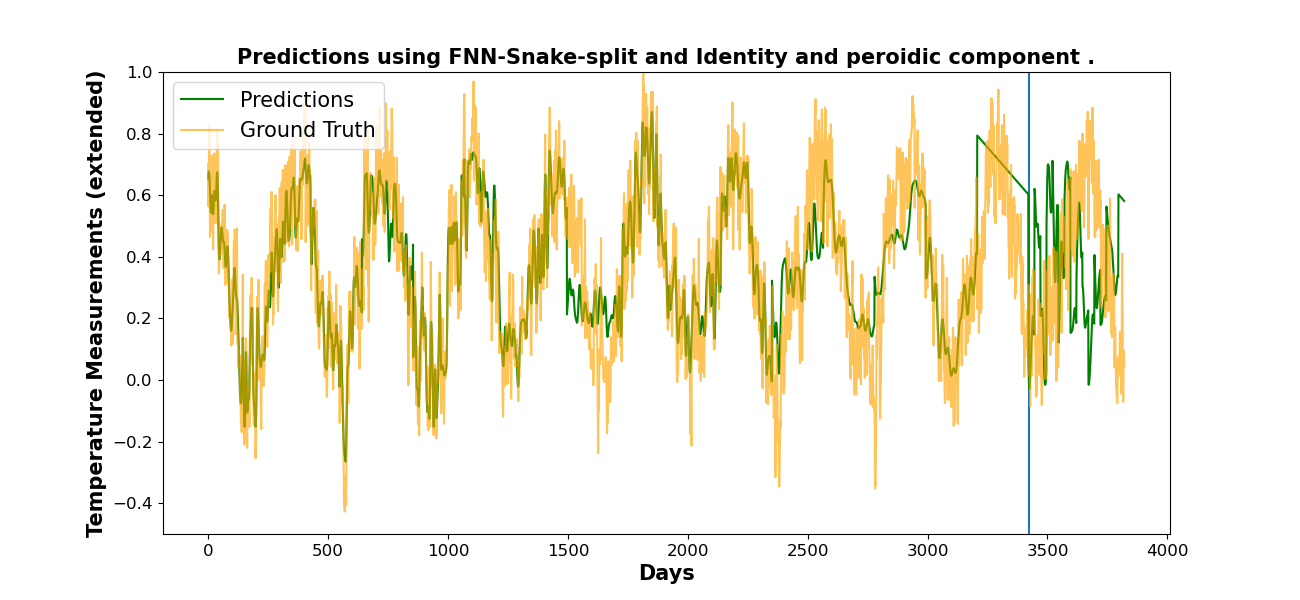 Predictions using FNN-Snake-split and Identity and peroidic component .
Temperature Measurements (extended)
1.0
0.8
0.6
0.4
0.2
0.0
−0.2
−0.4
Predictions
Ground Truth
0 500 1000 1500 2000 2500 3000 3500 4000
Days